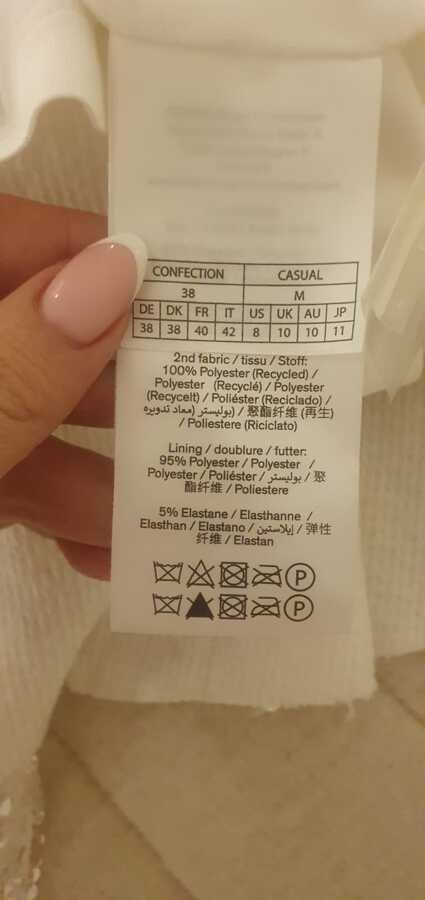 CONFECTION CASUAL
38 M
DE DK FR IT US UK AU JP
38 38 40 42 8 10 10 11
2nd fabric / tissu / Stoff:
100% Polyester (Recycled) /
Polyester (Recyclé) / Polyester
(Recycelt) / Poliéster (Reciclado) /
聚酯纤维 (再生) / (بوليستر (معاد تدويره
/ Poliestere (Riciclato)
Lining / doublure / futter:
95% Polyester / Polyester /
Polyester / Poliéster / بوليستر / 聚
酯纤维 / Poliestere
5% Elastane / Elasthanne /
Elasthan / Elastano / إيلاستين / 弹性
纤维 / Elastan
P
P